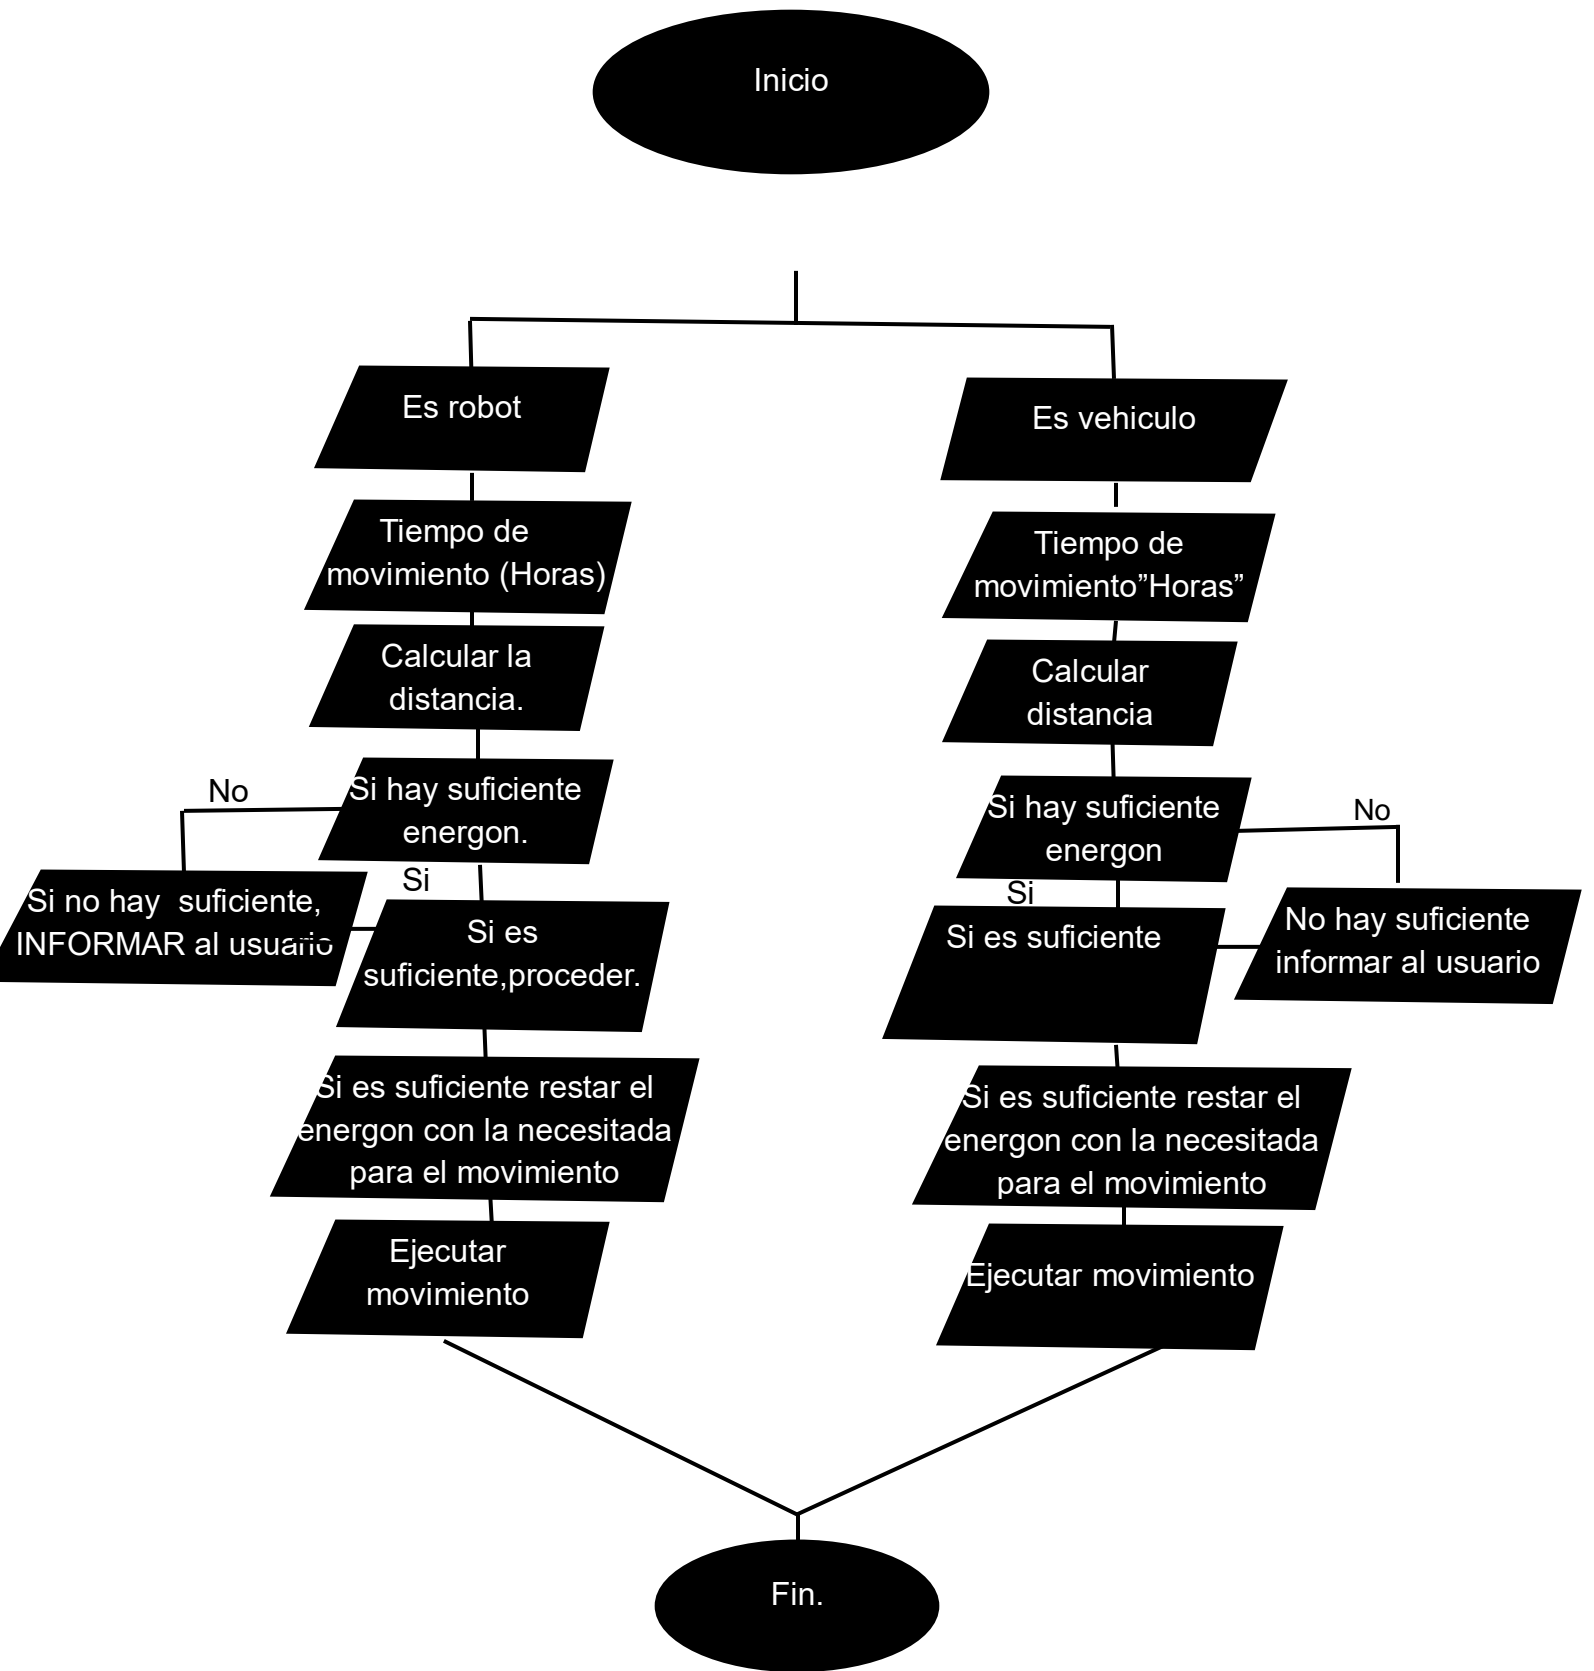 Inicio
Es robot
Es vehiculo
Tiempo de
movimiento (Horas)
Tiempo de
movimiento”Horas”
Calcular la
distancia.
Calcular
distancia
No
Si hay suficiente
energon.
Si hay suficiente
energon
No
Si
Si
Si no hay  suficiente,
INFORMAR al usuario
Si es
suficiente,proceder.
Si es suficiente
No hay suficiente
informar al usuario
Si es suficiente restar el
energon con la necesitada
para el movimiento
Si es suficiente restar el
energon con la necesitada
para el movimiento
Ejecutar
movimiento
Ejecutar movimiento
Fin.